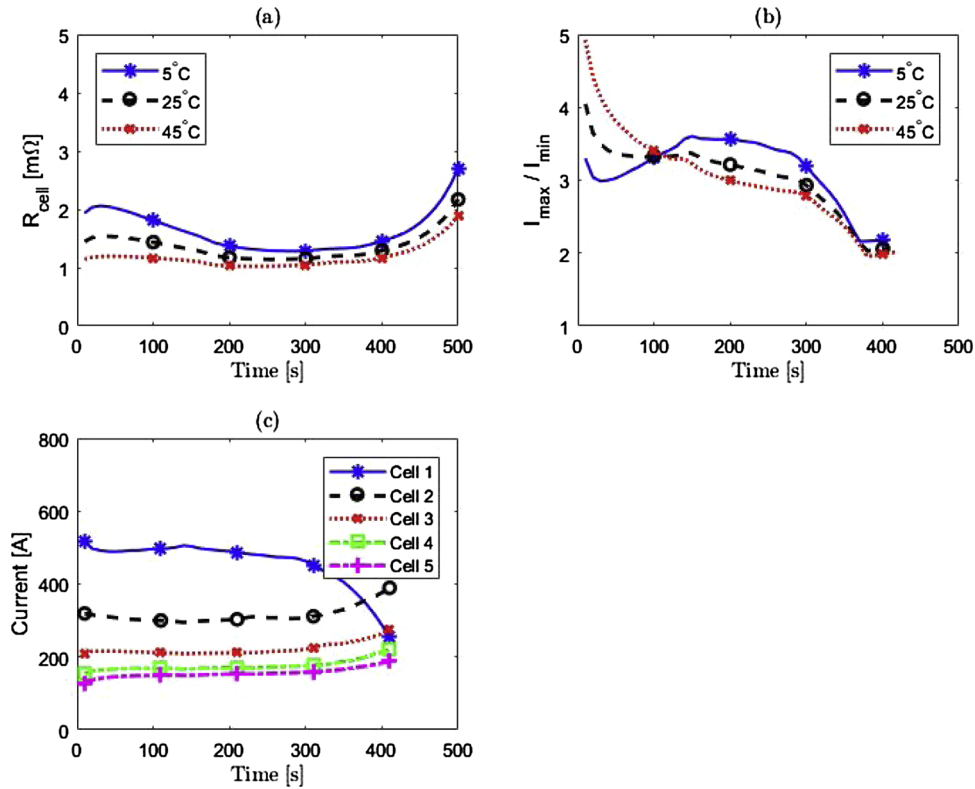 (a)
5
4
3
2
1
0
R_cell [mΩ]
5°C
25°C
45°C
0 100 200 300 400 500
Time [s]
(b)
5
4
3
2
1
I_max / I_min
5°C
25°C
45°C
0 100 200 300 400 500
Time [s]
(c)
800
600
400
200
0
Current [A]
Cell 1
Cell 2
Cell 3
Cell 4
Cell 5
0 100 200 300 400 500
Time [s]